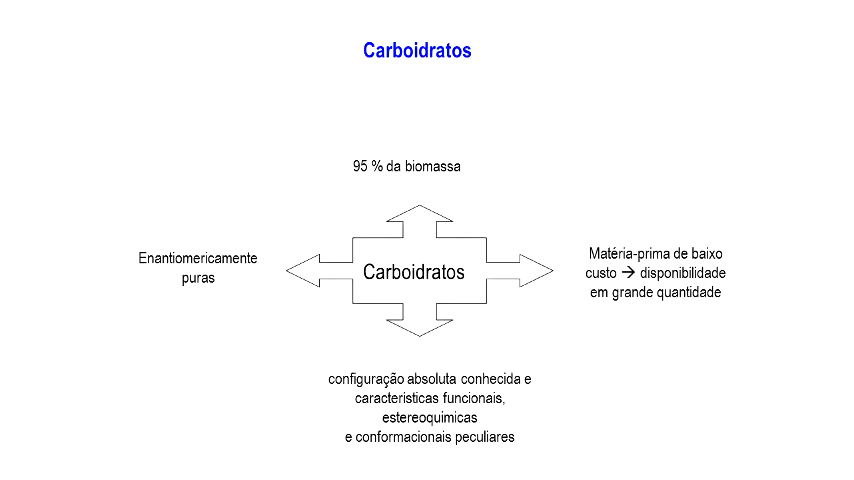 Carboidratos
95 % da biomassa
Enantiomericamente
puras
Carboidratos
Matéria-prima de baixo
custo → disponibilidade
em grande quantidade
configuração absoluta conhecida e
caracteristicas funcionais,
estereoquimicas
e conformacionais peculiares